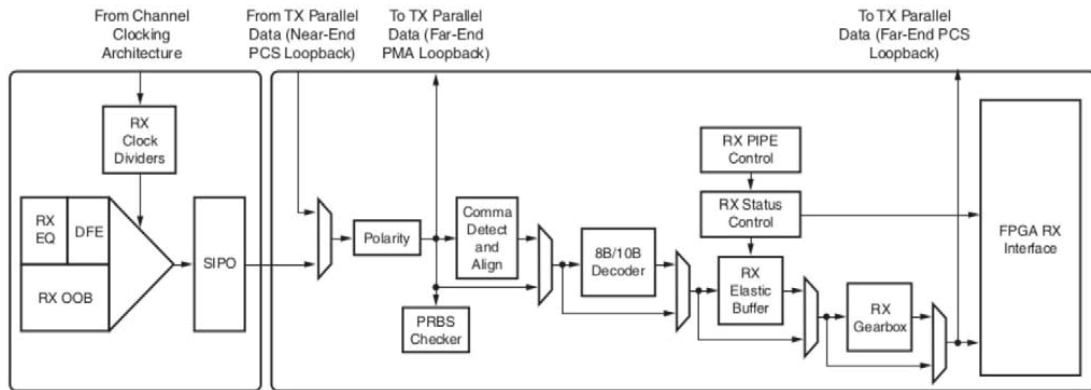 From Channel
Clocking
Architecture
From TX Parallel
Data (Near-End
PCS Loopback)
To TX Parallel
Data (Far-End
PMA Loopback)
To TX Parallel
Data (Far-End PCS
Loopback)
RX
Clock
Dividers
RX
EQ
DFE
RX OOB
SIPO
Polarity
Comma
Detect
and
Align
PRBS
Checker
8B/10B
Decoder
RX PIPE
Control
RX Status
Control
RX
Elastic
Buffer
RX
Gearbox
FPGA RX
Interface